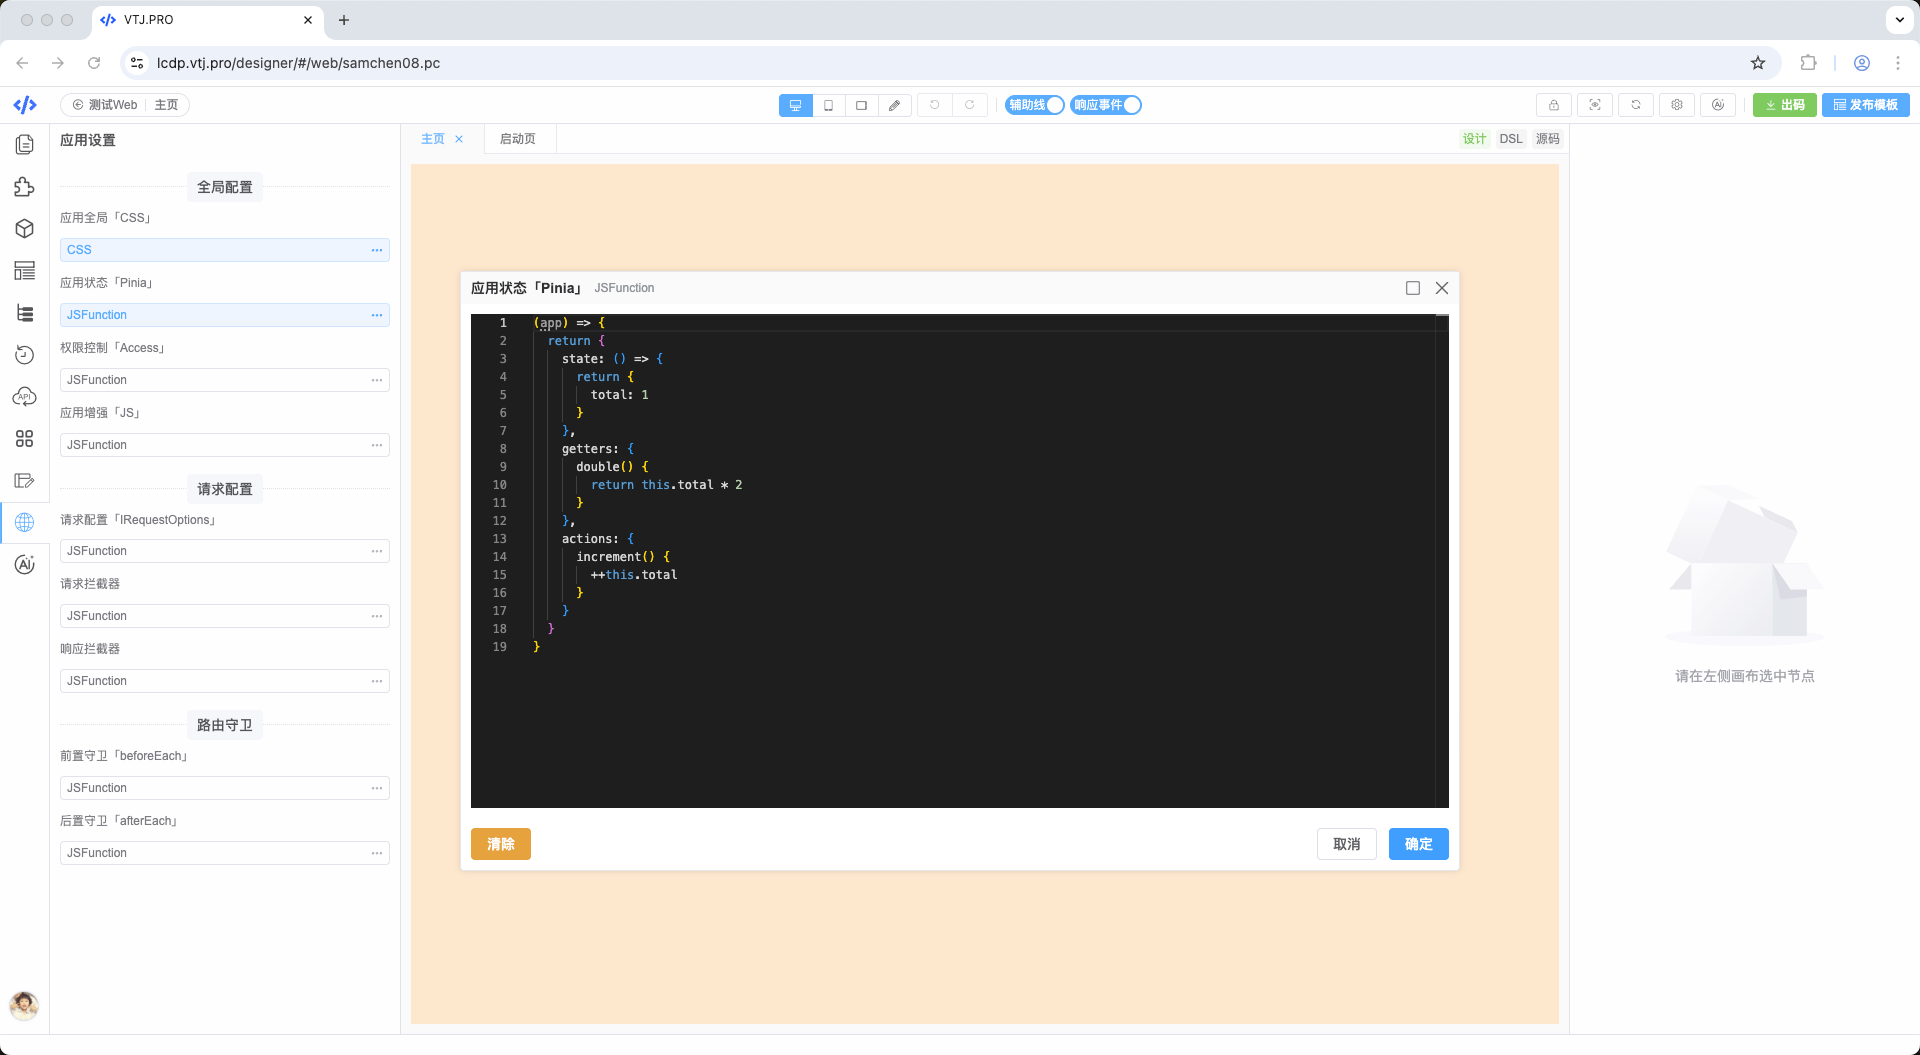 VTJ.PRO
lcdp.vtj.pro/designer/#/web/samchen08.pc
测试Web 主页
辅助线 响应事件
出码 发布模板
应用设置
全局配置
应用全局「CSS」
CSS
应用状态「Pinia」
JSFunction
权限控制「Access」
JSFunction
应用增强「JS」
JSFunction
请求配置
请求配置「IRequestOptions」
JSFunction
请求拦截器
JSFunction
响应拦截器
JSFunction
路由守卫
前置守卫「beforeEach」
JSFunction
后置守卫「afterEach」
JSFunction
API
AI
主页 启动页
设计 DSL 源码
应用状态「Pinia」 JSFunction
1 (app) => {
2 return {
3 state: () => {
4 return {
5 total: 1
6 }
7 },
8 getters: {
9 double() {
10 return this.total * 2
11 }
12 },
13 actions: {
14 increment() {
15 ++this.total
16 }
17 }
18 }
19 }
清除 取消 确定
请在左侧画布选中节点